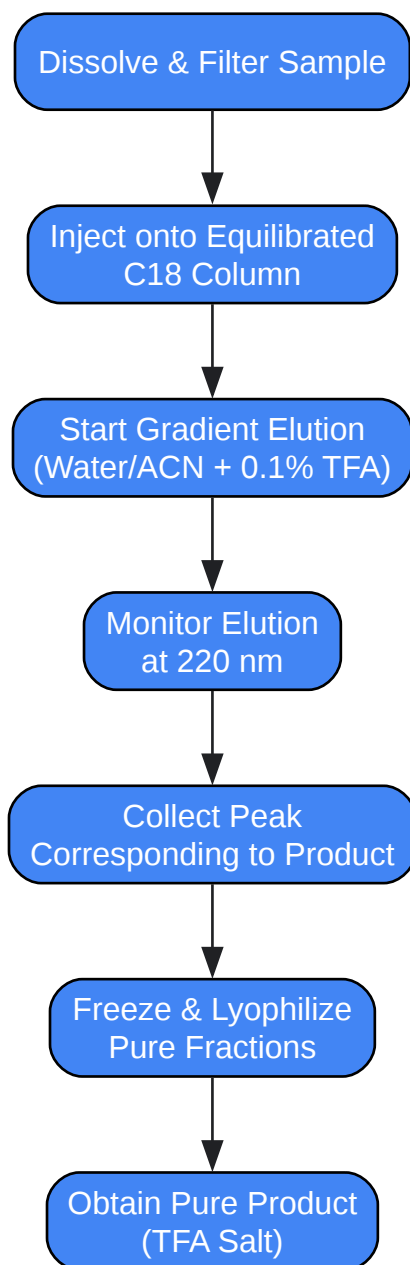 Dissolve & Filter Sample
Inject onto Equilibrated
C18 Column
Start Gradient Elution
(Water/ACN + 0.1% TFA)
Monitor Elution
at 220 nm
Collect Peak
Corresponding to Product
Freeze & Lyophilize
Pure Fractions
Obtain Pure Product
(TFA Salt)